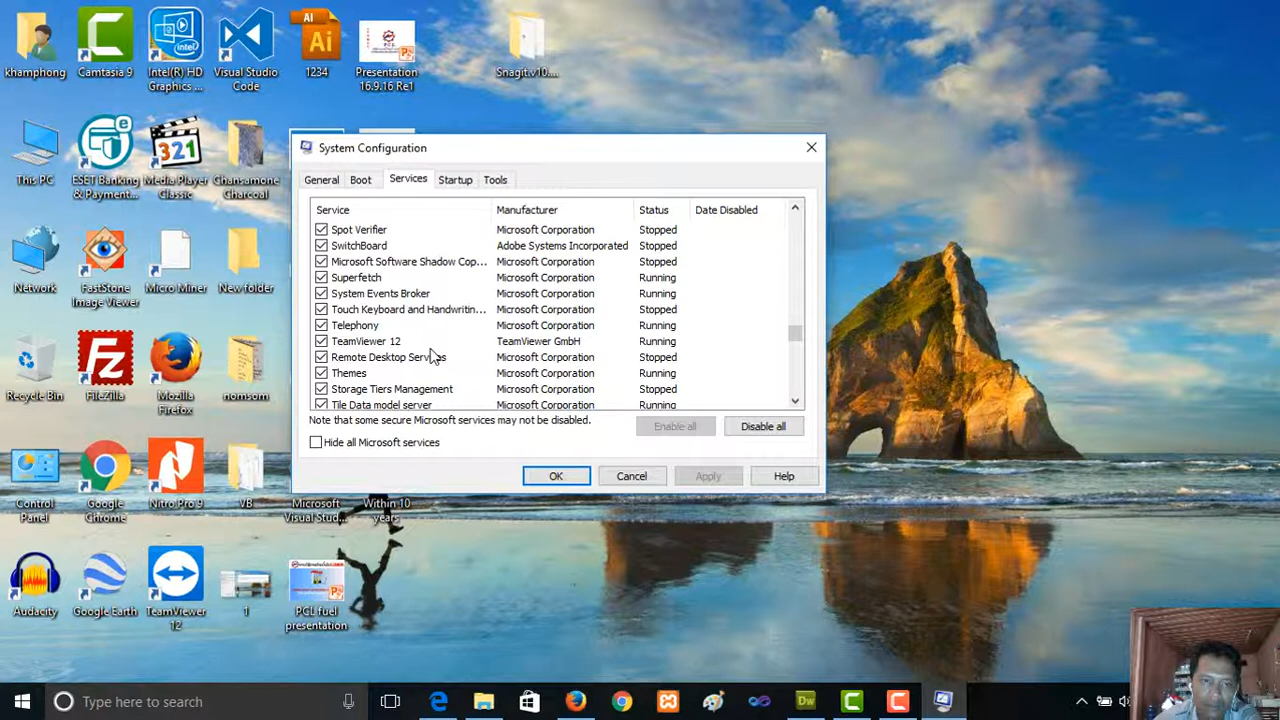 khamphong
Camtasia 9
Intel(R) HD
Graphics ...
Visual Studio
Code
Ai
Ai
1234
Presentation
16.9.16 Re1
Snagit.v10....
This PC
ESET Banking
& Payment...
321
Media Player
Classic
Chansamone
Charcoal
Network
FastStone
Image Viewer
Micro Miner
New folder
Recycle Bin
Fz
FileZilla
Mozilla
Firefox
nomsom
Control
Panel
Google
Chrome
Nitro Pro 9
VB
Microsoft
Visual Stud...
Within 10
years
Audacity
Google Earth
TeamViewer
12
1
PCL fuel
presentation
System Configuration
General Boot Services Startup Tools
Service Manufacturer Status Date Disabled
Spot Verifier Microsoft Corporation Stopped
SwitchBoard Adobe Systems Incorporated Stopped
Microsoft Software Shadow Cop... Microsoft Corporation Stopped
Superfetch Microsoft Corporation Running
System Events Broker Microsoft Corporation Running
Touch Keyboard and Handwritin... Microsoft Corporation Stopped
Telephony Microsoft Corporation Running
TeamViewer 12 TeamViewer GmbH Running
Remote Desktop Services Microsoft Corporation Stopped
Themes Microsoft Corporation Running
Storage Tiers Management Microsoft Corporation Stopped
Tile Data model server Microsoft Corporation Running
Note that some secure Microsoft services may not be disabled.
Enable all Disable all
Hide all Microsoft services
OK Cancel Apply Help
Type here to search
Dw